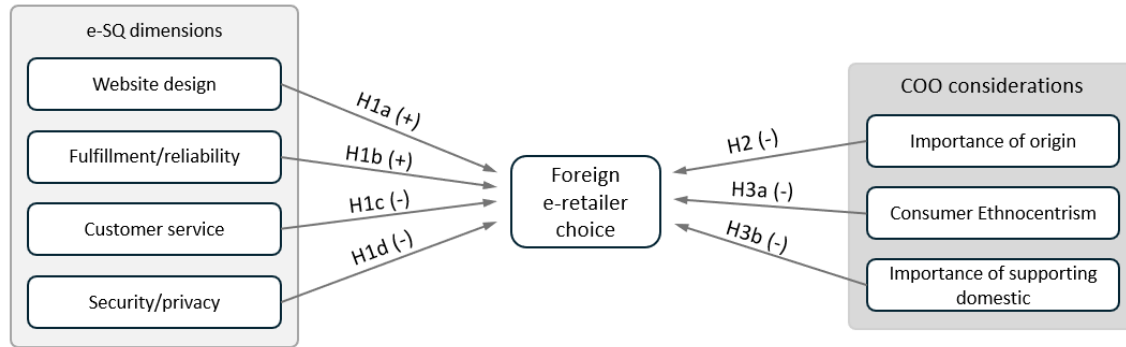 e-SQ dimensions
Website design
Fulfillment/reliability
Customer service
Security/privacy
H1a (+)
H1b (+)
H1c (-)
H1d (-)
Foreign
e-retailer
choice
H2 (-)
H3a (-)
H3b (-)
COO considerations
Importance of origin
Consumer Ethnocentrism
Importance of supporting
domestic